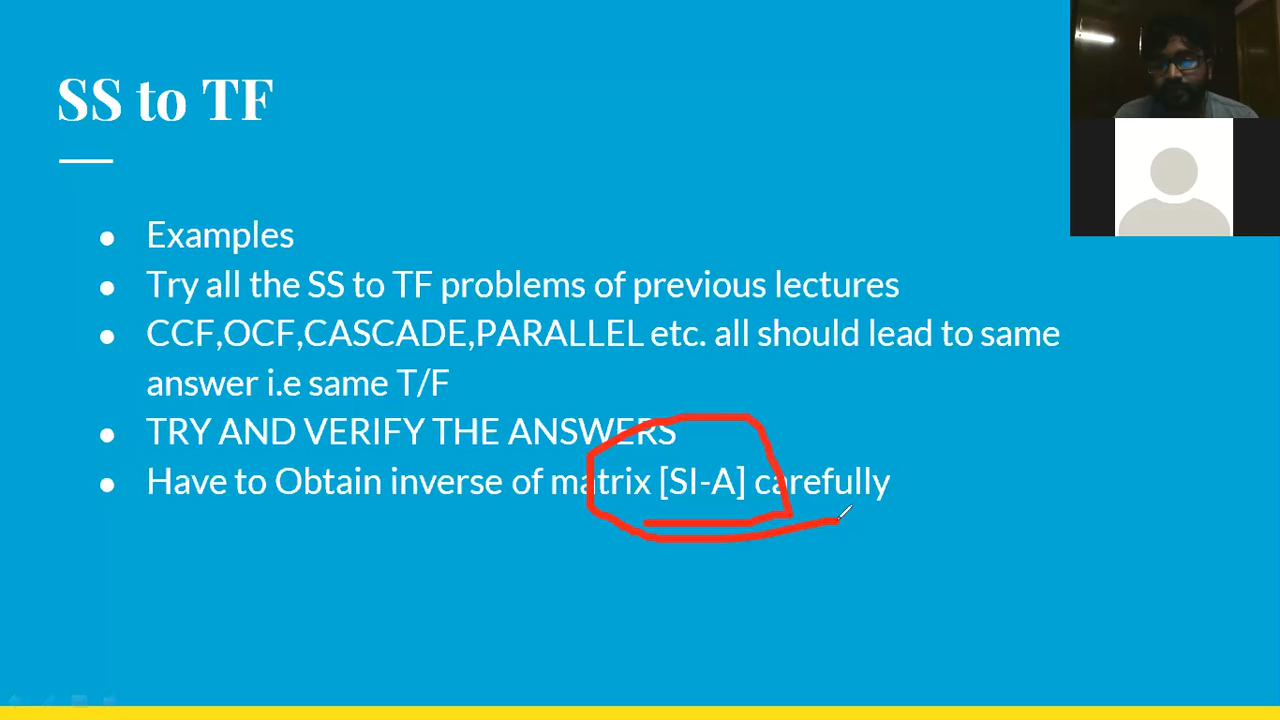 SS to TF
Examples
Try all the SS to TF problems of previous lectures
CCF,OCF,CASCADE,PARALLEL etc. all should lead to same
answer i.e same T/F
TRY AND VERIFY THE ANSWERS
Have to Obtain inverse of matrix [SI-A] carefully